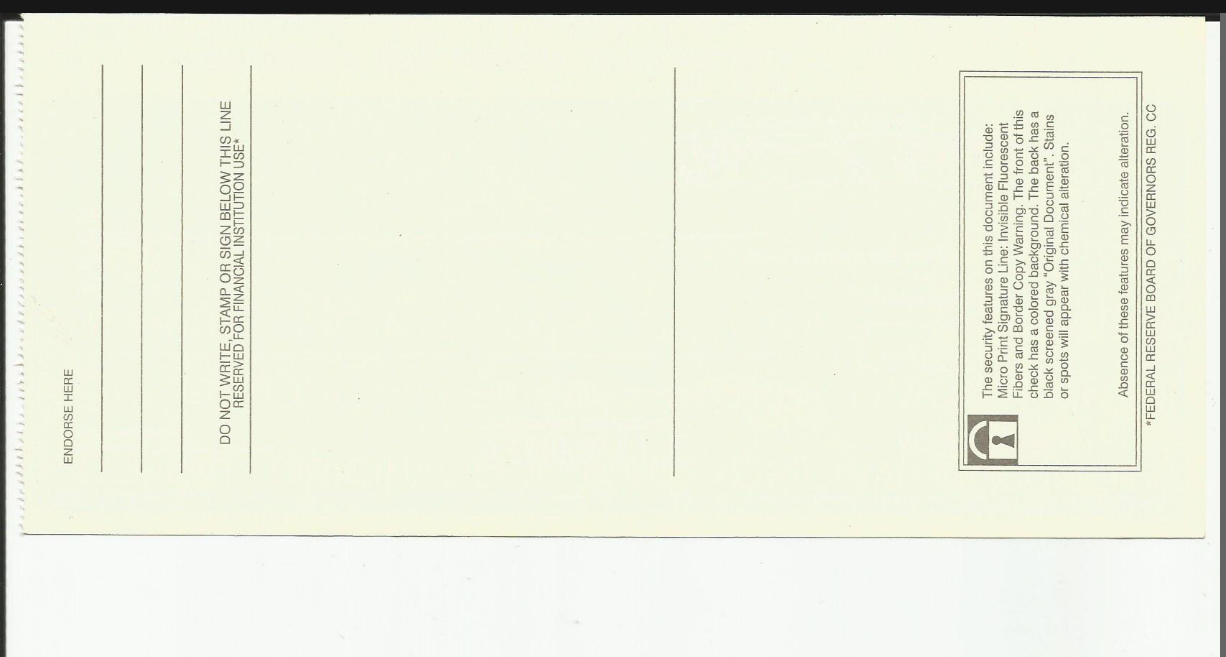 ENDORSE HERE
DO NOT WRITE, STAMP OR SIGN BELOW THIS LINE
RESERVED FOR FINANCIAL INSTITUTION USE*
The security features on this document include:
Micro Print Signature Line: Invisible Fluorescent
Fibers and Border Copy Warning. The front of this
check has a colored background. The back has a
black screened gray "Original Document". Stains
or spots will appear with chemical alteration.
Absence of these features may indicate alteration.
*FEDERAL RESERVE BOARD OF GOVERNORS REG. CC